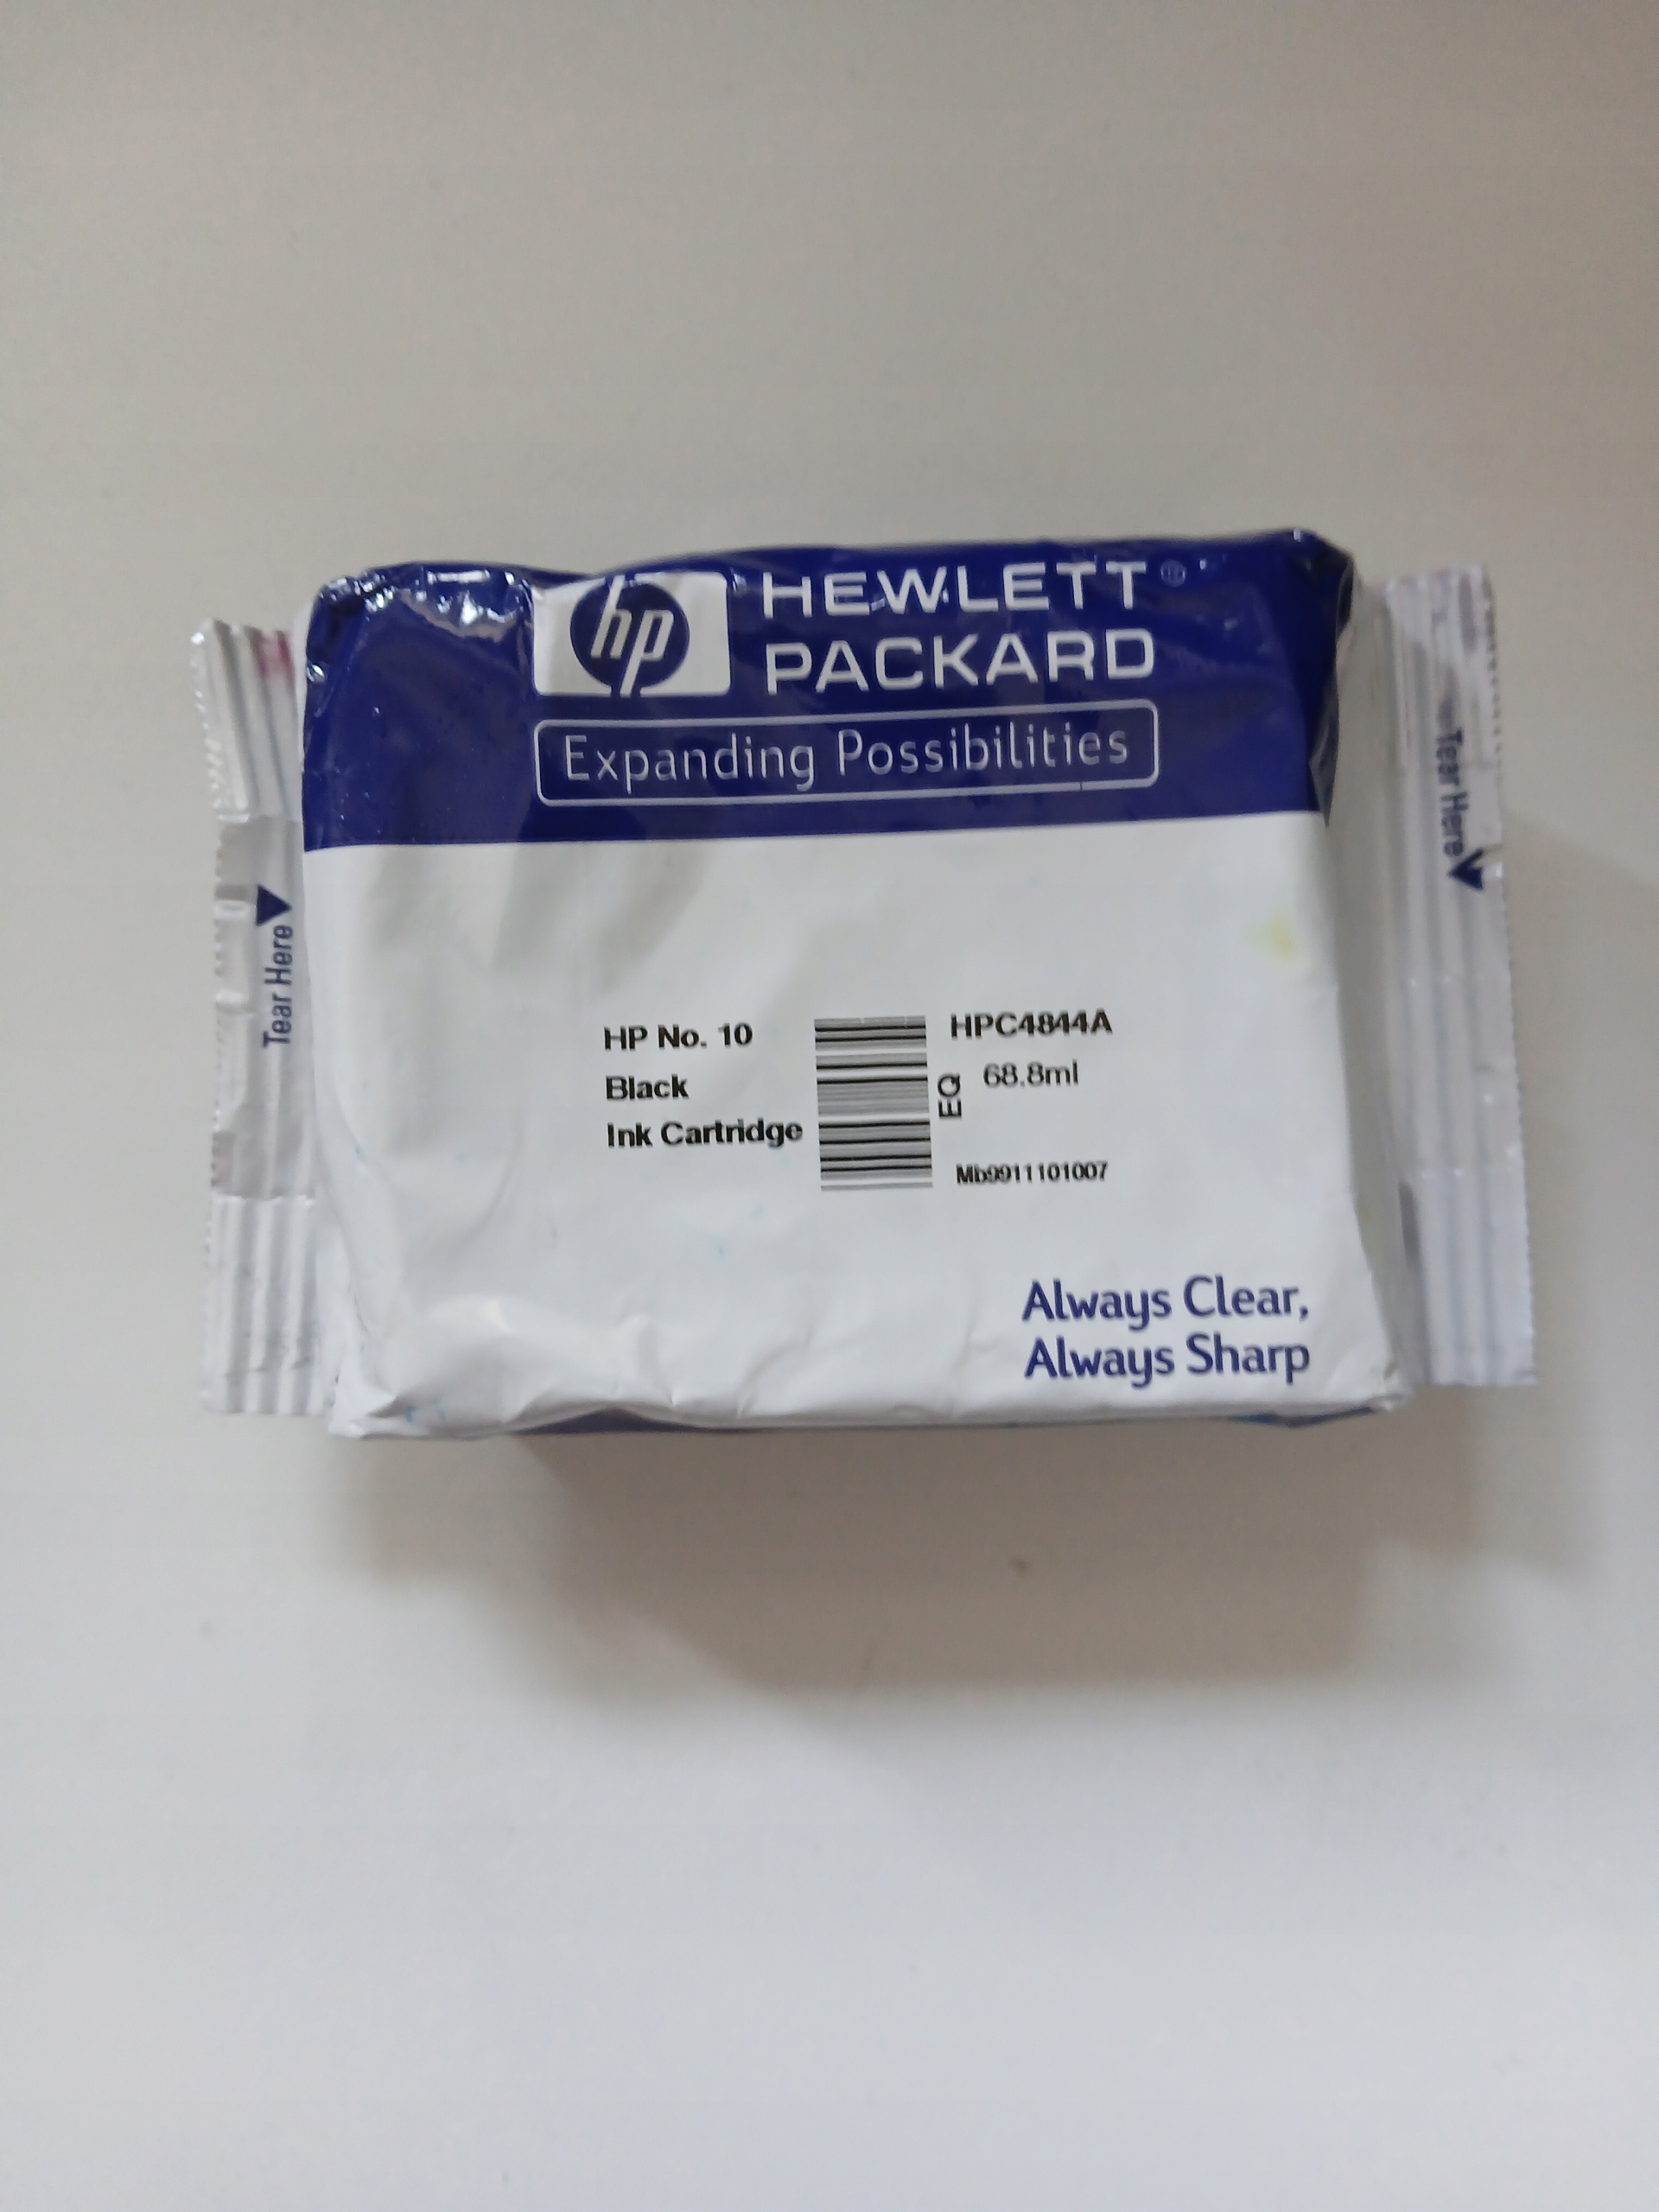 hp
HEWLETT®
PACKARD
Expanding Possibilities
Tear Here
Tear Here
HP No. 10
Black
Ink Cartridge
EQ
HPC4844A
68.8ml
Mb9911101007
Always Clear,
Always Sharp